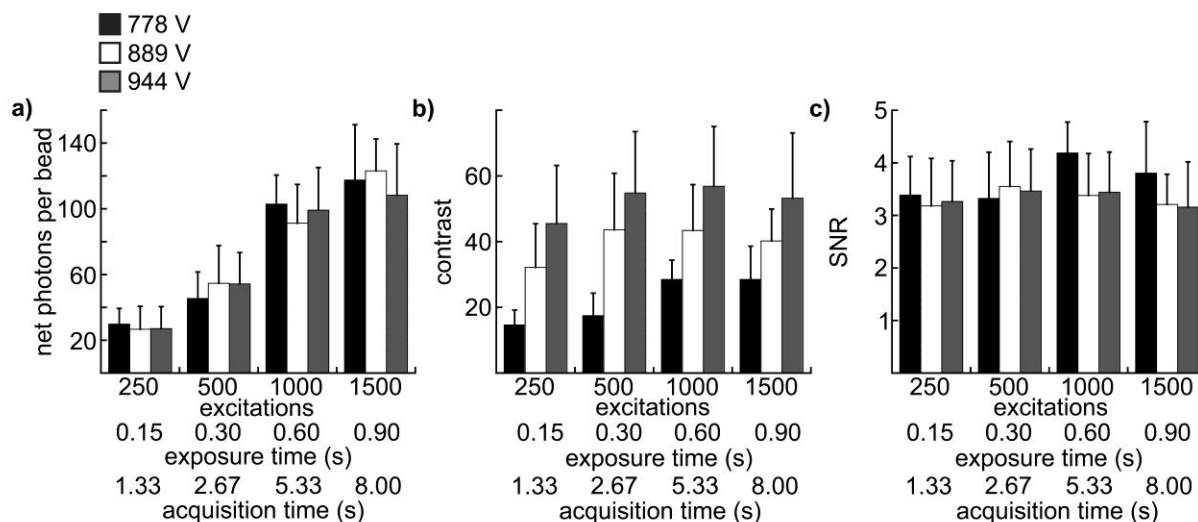 778 V
889 V
944 V
a)
net photons per bead
140
100
60
20
250 500 1000 1500
excitations
0.15 0.30 0.60 0.90
exposure time (s)
1.33 2.67 5.33 8.00
acquisition time (s)
b)
contrast
60
40
20
250 500 1000 1500
excitations
0.15 0.30 0.60 0.90
exposure time (s)
1.33 2.67 5.33 8.00
acquisition time (s)
c)
SNR
5
4
3
2
1
250 500 1000 1500
excitations
0.15 0.30 0.60 0.90
exposure time (s)
1.33 2.67 5.33 8.00
acquisition time (s)